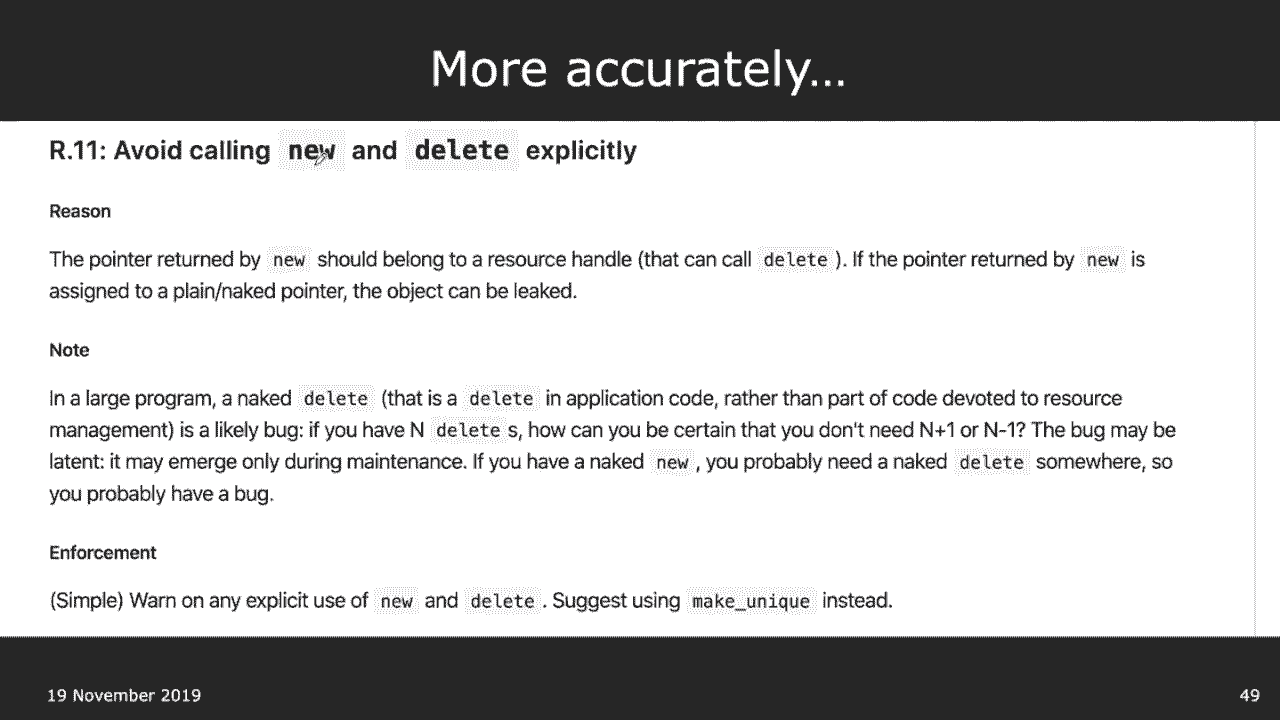 More accurately...
R.11: Avoid calling new and delete explicitly
Reason
The pointer returned by new should belong to a resource handle (that can call delete ). If the pointer returned by new is
assigned to a plain/naked pointer, the object can be leaked.
Note
In a large program, a naked delete (that is a delete in application code, rather than part of code devoted to resource
management) is a likely bug: if you have N delete s, how can you be certain that you don't need N+1 or N-1? The bug may be
latent: it may emerge only during maintenance. If you have a naked new , you probably need a naked delete somewhere, so
you probably have a bug.
Enforcement
(Simple) Warn on any explicit use of new and delete . Suggest using make_unique instead.
19 November 2019
49